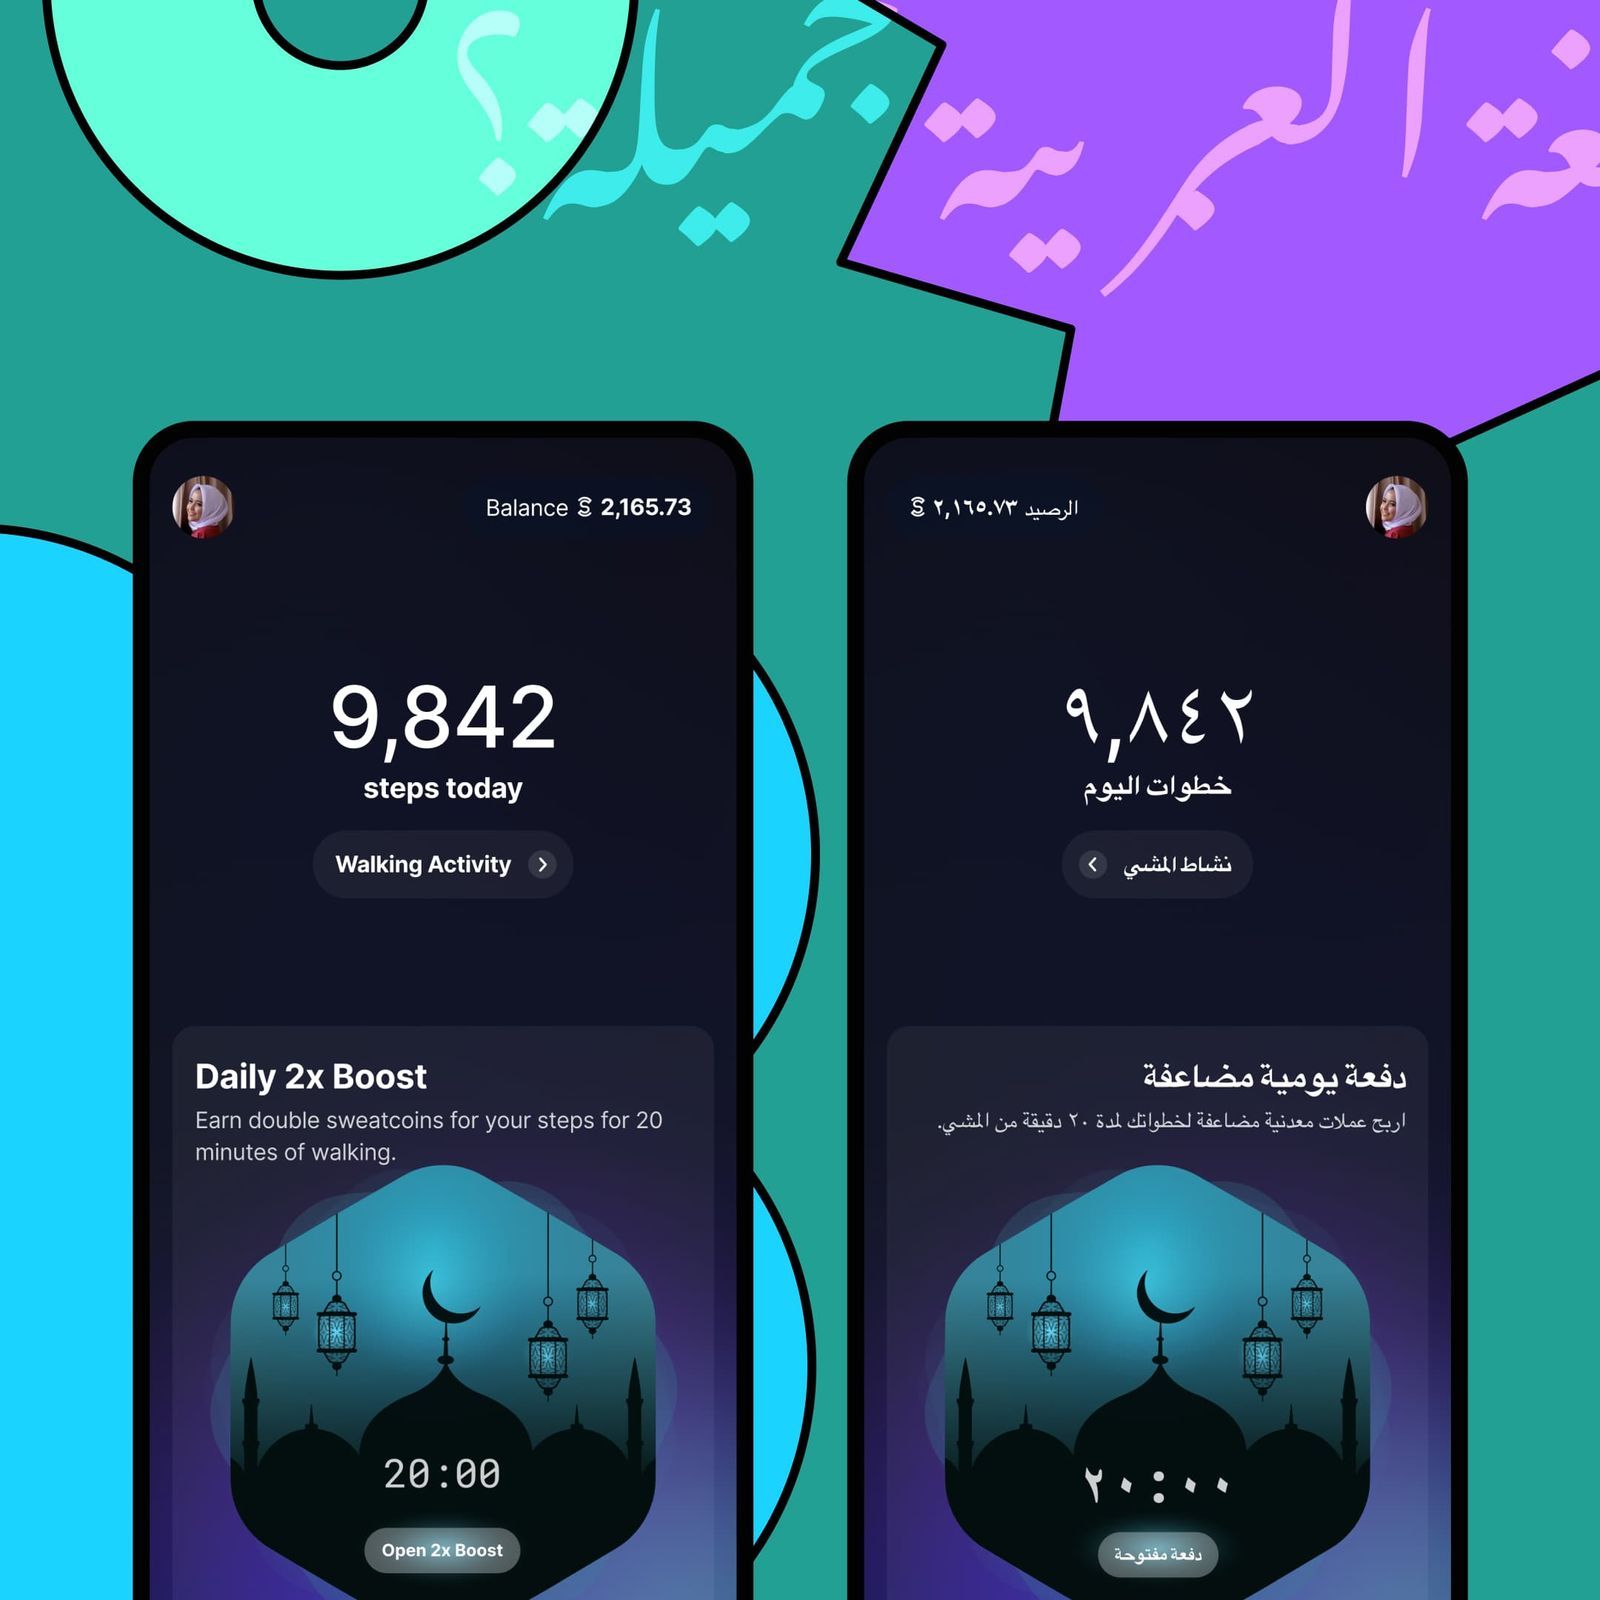 العربية جميلة؟
Balance 2,165.73
9,842
steps today
Walking Activity
Daily 2x Boost
Earn double sweatcoins for your steps for 20
minutes of walking.
20:00
Open 2x Boost
الرصيد ٢,١٦٥.٧٣
٩,٨٤٢
خطوات اليوم
نشاط المشي
دفعة يومية مضاعفة
اربح عملات معدنية مضاعفة لخطواتك لمدة ٢٠ دقيقة من المشي.
٢٠:٠٠
دفعة مفتوحة